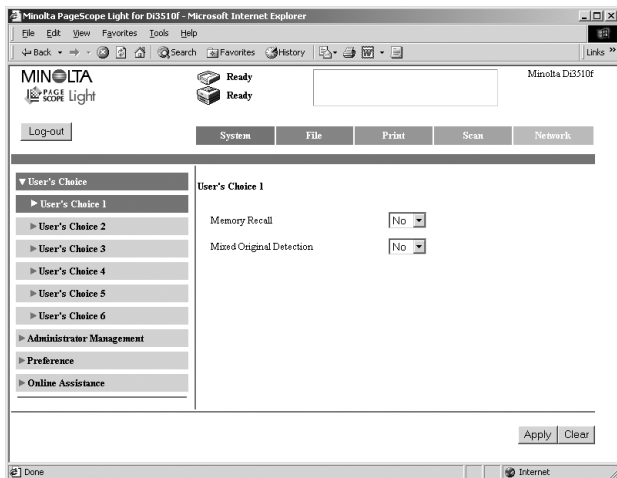 Minolta PageScope Light for Di3510f - Microsoft Internet Explorer
File Edit View Favorites Tools Help
Back Search Favorites History Links »
MINOLTA
PAGE SCOPE Light
Ready
Ready
Minolta Di3510f
Log-out
System File Print Scan Network
User's Choice
User's Choice 1
User's Choice 2
User's Choice 3
User's Choice 4
User's Choice 5
User's Choice 6
Administrator Management
Preference
Online Assistance
User's Choice 1
Memory Recall No
Mixed Original Detection No
Apply Clear
Done Internet